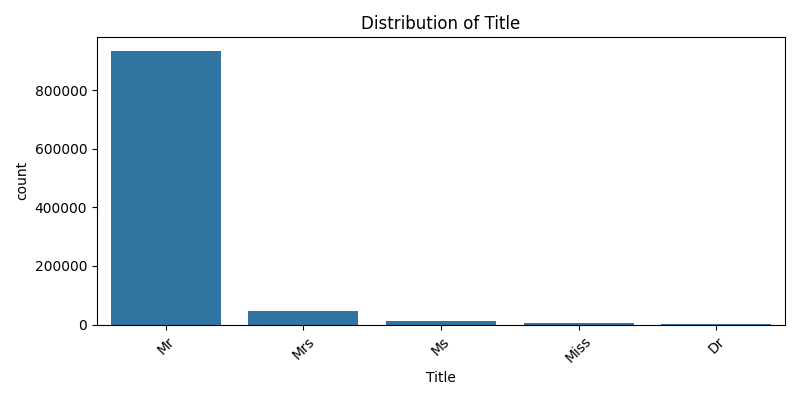 Distribution of Title
count
800000
600000
400000
200000
0
Mr
Mrs
Ms
Miss
Dr
Title